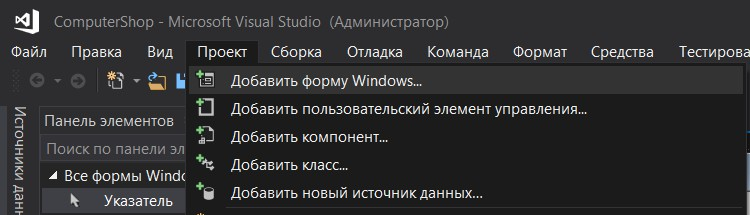 ComputerShop - Microsoft Visual Studio (Администратор)
Файл Правка Вид Проект Сборка Отладка Команда Формат Средства Тестирова
Добавить форму Windows...
Добавить пользовательский элемент управления...
Добавить компонент...
Добавить класс...
Добавить новый источник данных...
Источники данн
Панель элементов
Поиск по панели эл
Все формы Windo
Указатель